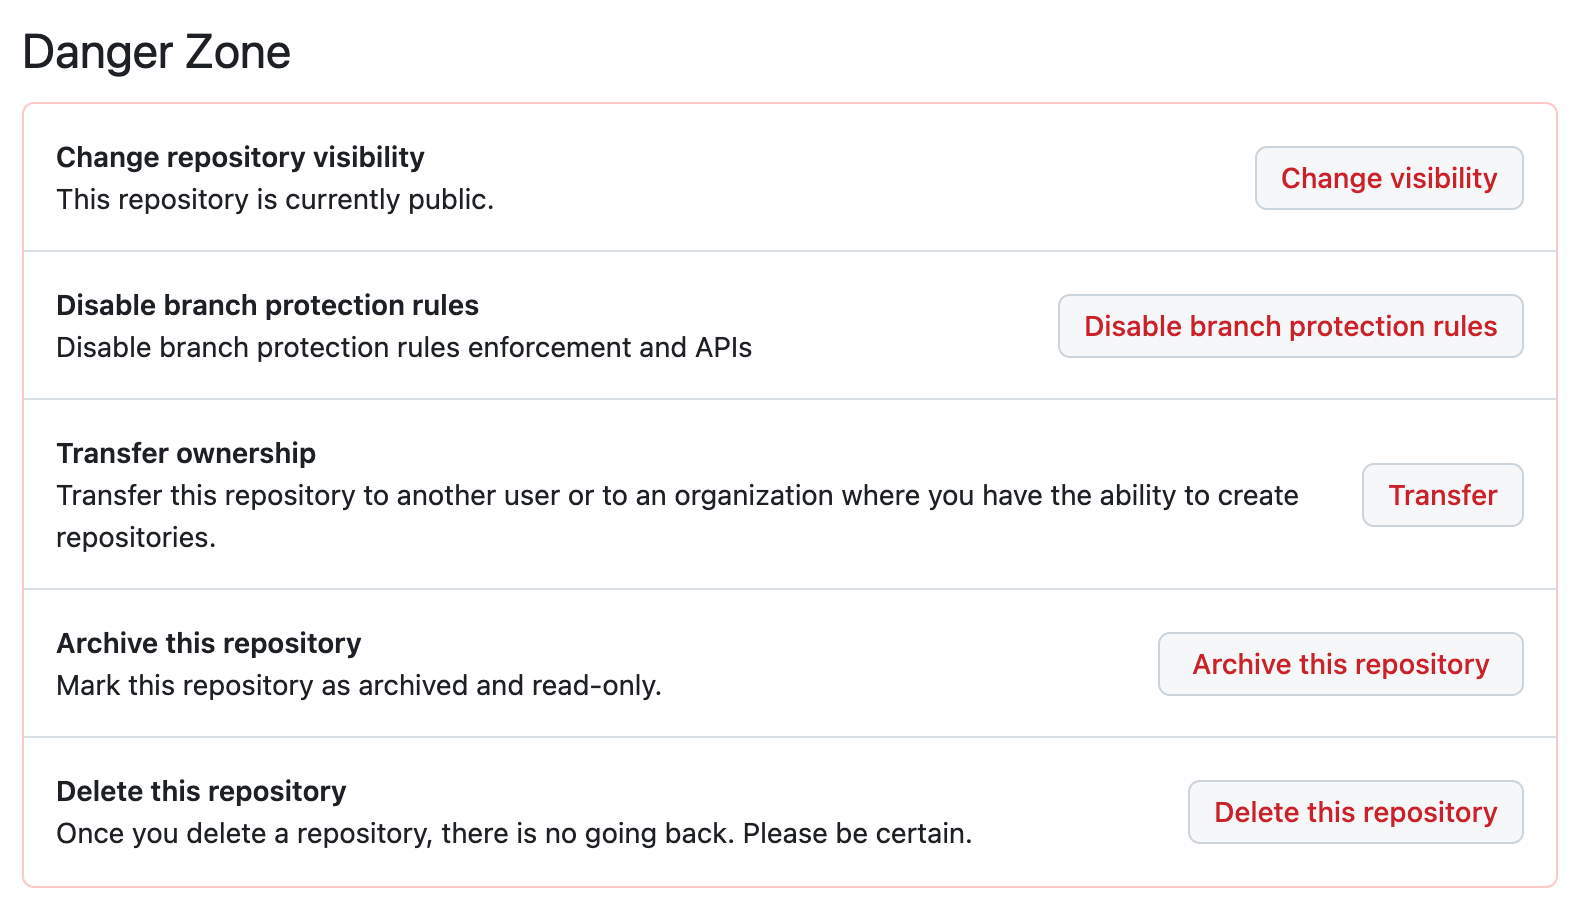 Danger Zone
Change repository visibility
This repository is currently public.
Change visibility
Disable branch protection rules
Disable branch protection rules enforcement and APIs
Disable branch protection rules
Transfer ownership
Transfer this repository to another user or to an organization where you have the ability to create
repositories.
Transfer
Archive this repository
Mark this repository as archived and read-only.
Archive this repository
Delete this repository
Once you delete a repository, there is no going back. Please be certain.
Delete this repository